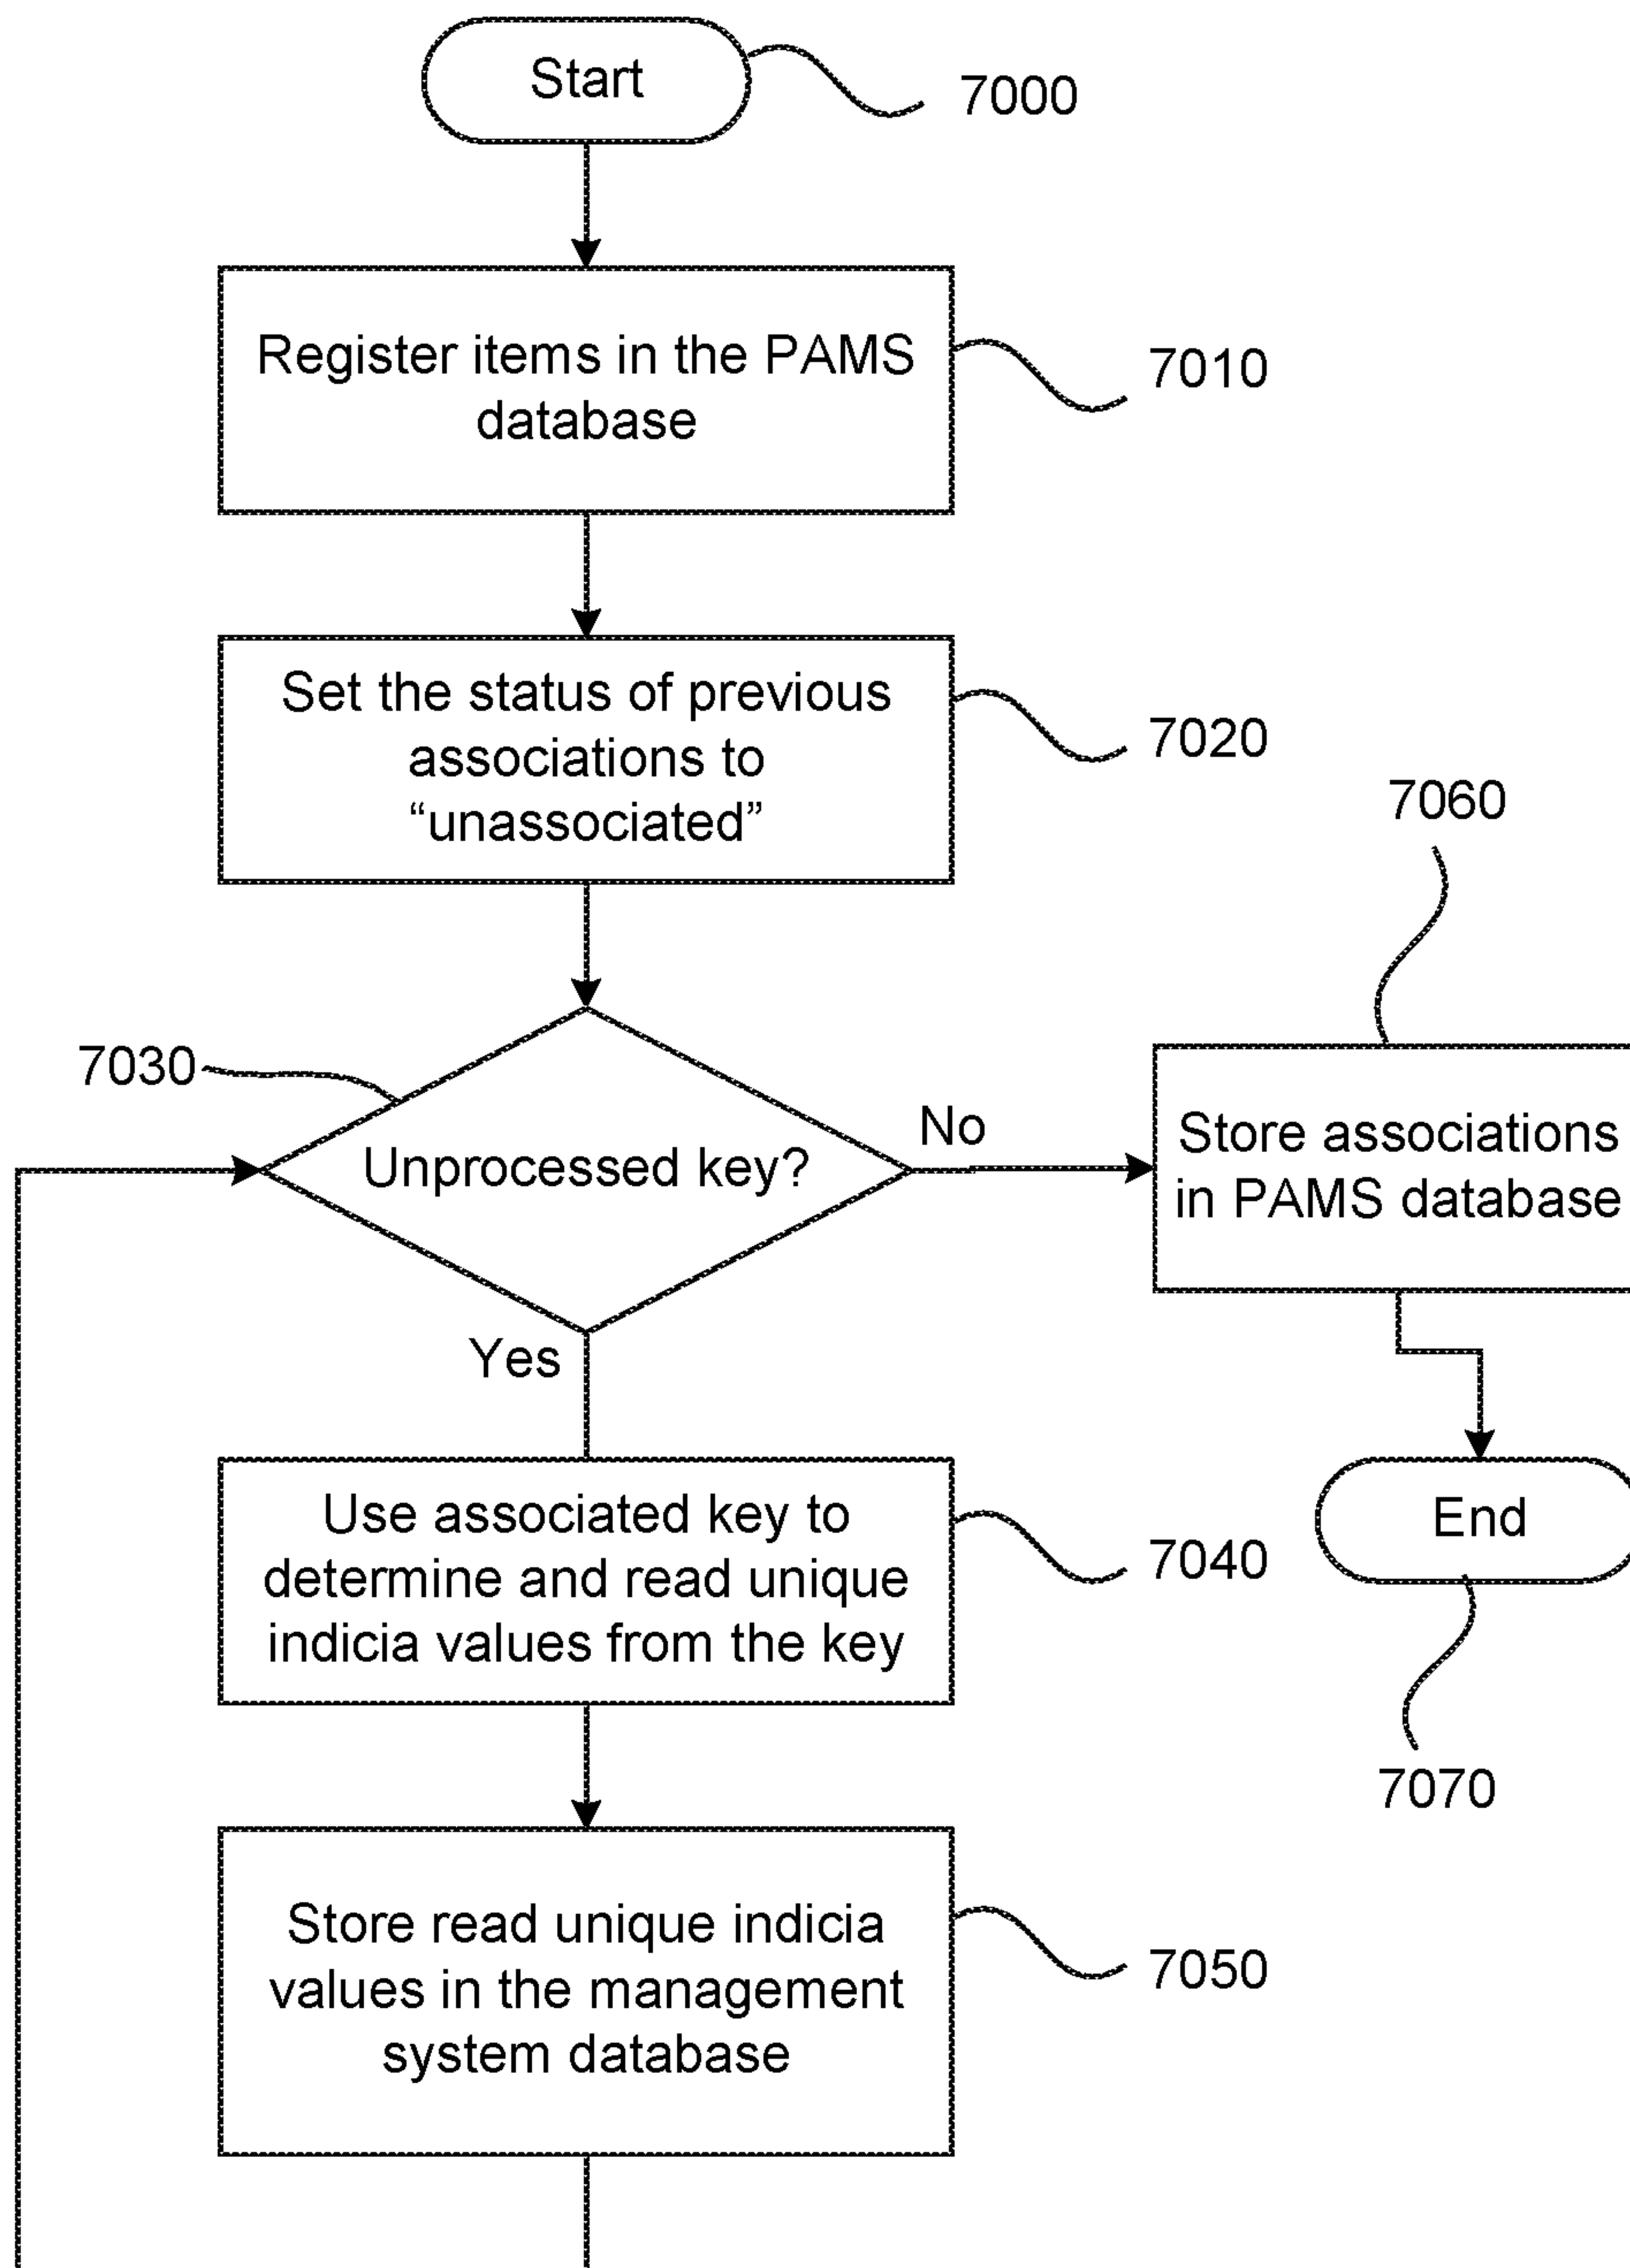 Start
7000
Register items in the PAMS
database
7010
Set the status of previous
associations to
“unassociated”
7020
7030
Unprocessed key?
No
Yes
7060
Store associations
in PAMS database
Use associated key to
determine and read unique
indicia values from the key
7040
End
7070
Store read unique indicia
values in the management
system database
7050